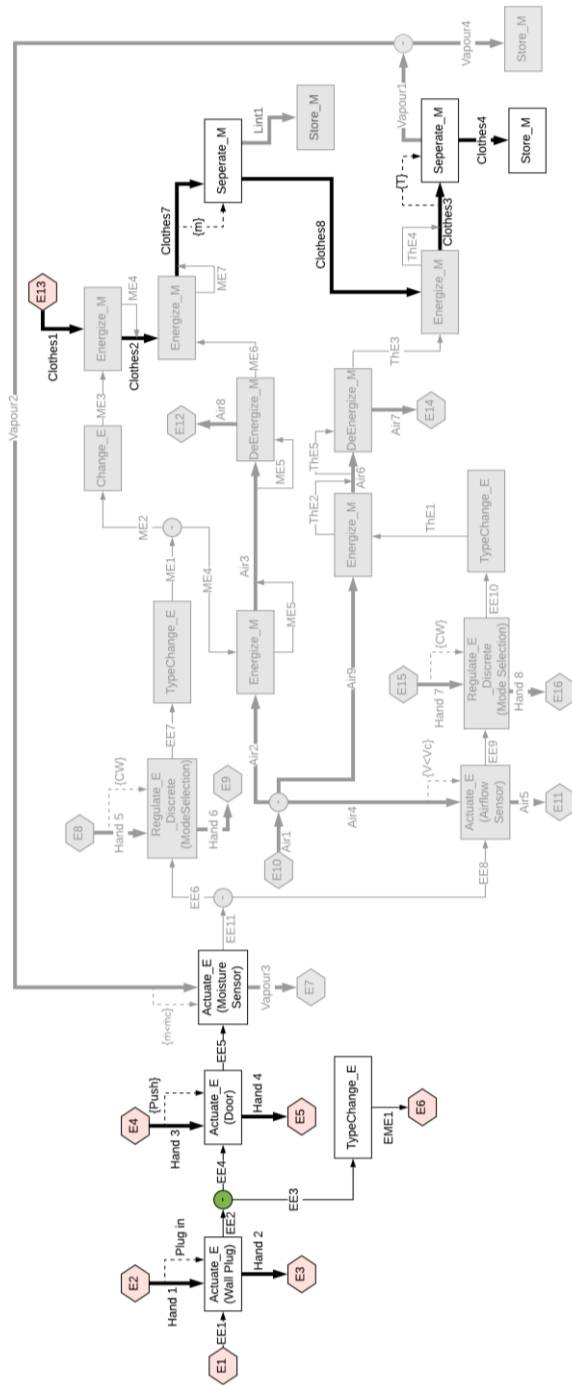 E1
EE1
E2
Hand 1
Plug in
Actuate_E
(Wall Plug)
Hand 2
E3
EE2
-
EE3
TypeChange_E
EME1
E6
EE4
E4
Hand 3
{Push}
Actuate_E
(Door)
Hand 4
E5
EE5
{m<mc}
Actuate_E
(Moisture
Sensor)
Vapour3
E7
EE11
-
EE6
EE8
E8
Hand 5
{CW}
Regulate_E
_Discrete
(ModeSelection)
Hand 6
E9
EE7
TypeChange_E
ME1
-
ME2
ME4
Change_E
ME3
E13
Clothes1
Energize_M
ME4
Clothes2
Energize_M
ME7
Clothes7
{m}
Seperate_M
Lint1
Store_M
Clothes8
E10
Air1
-
Air2
Air4
Air9
Energize_M
ME5
Air3
ME5
DeEnergize_M
Air8
E12
ME6
{V<Vc}
Actuate_E
(Airflow
Sensor)
Air5
E11
EE9
E15
Hand 7
{CW}
Regulate_E
_Discrete
(Mode Selection)
Hand 8
E16
EE10
TypeChange_E
ThE1
Energize_M
ThE2
Air6
ThE5
DeEnergize_M
Air7
E14
ThE3
Energize_M
ThE4
Clothes3
{T}
Seperate_M
Clothes4
Store_M
Vapour1
-
Vapour4
Store_M
Vapour2